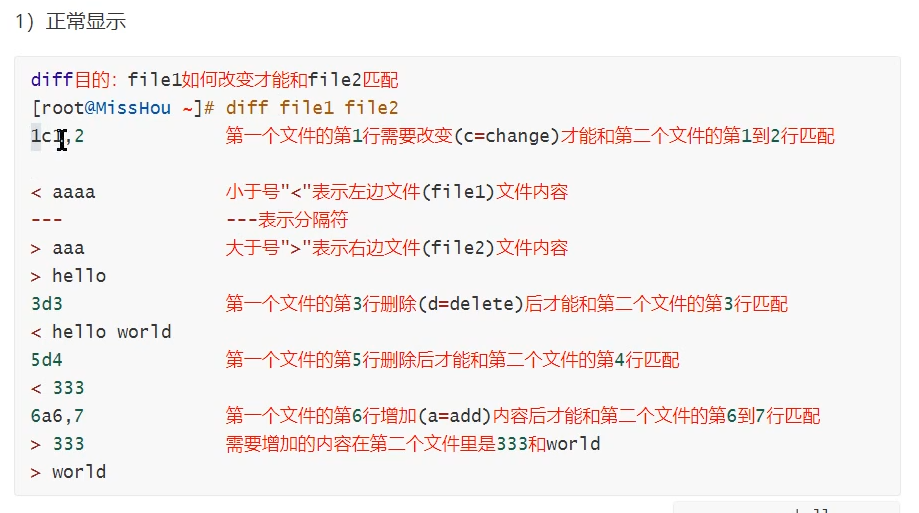 1）正常显示
diff目的：file1如何改变才能和file2匹配
[root@MissHou ~]# diff file1 file2
1c1,2 第一个文件的第1行需要改变(c=change)才能和第二个文件的第1到2行匹配
< aaaa 小于号"<"表示左边文件(file1)文件内容
--- ---表示分隔符
> aaa 大于号">"表示右边文件(file2)文件内容
> hello
3d3 第一个文件的第3行删除(d=delete)后才能和第二个文件的第3行匹配
< hello world
5d4 第一个文件的第5行删除后才能和第二个文件的第4行匹配
< 333
6a6,7 第一个文件的第6行增加(a=add)内容后才能和第二个文件的第6到7行匹配
> 333 需要增加的内容在第二个文件里是333和world
> world